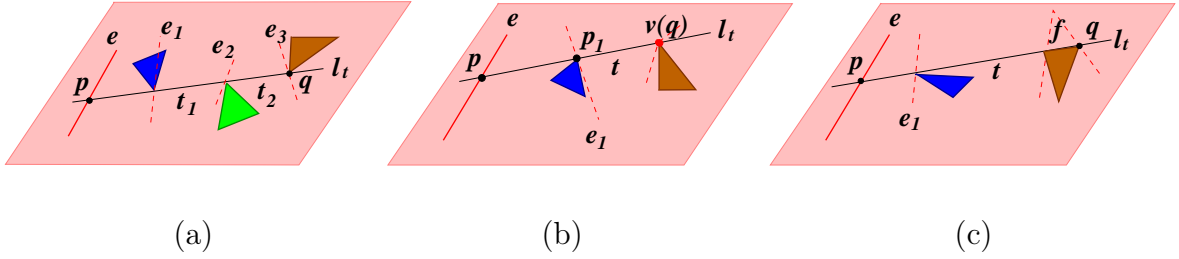 e e₁ e₂ e₃ p t₁ t₂ q lₜ
e p p₁ t v(q) lₜ e₁
e p e₁ t f q lₜ
(a) (b) (c)